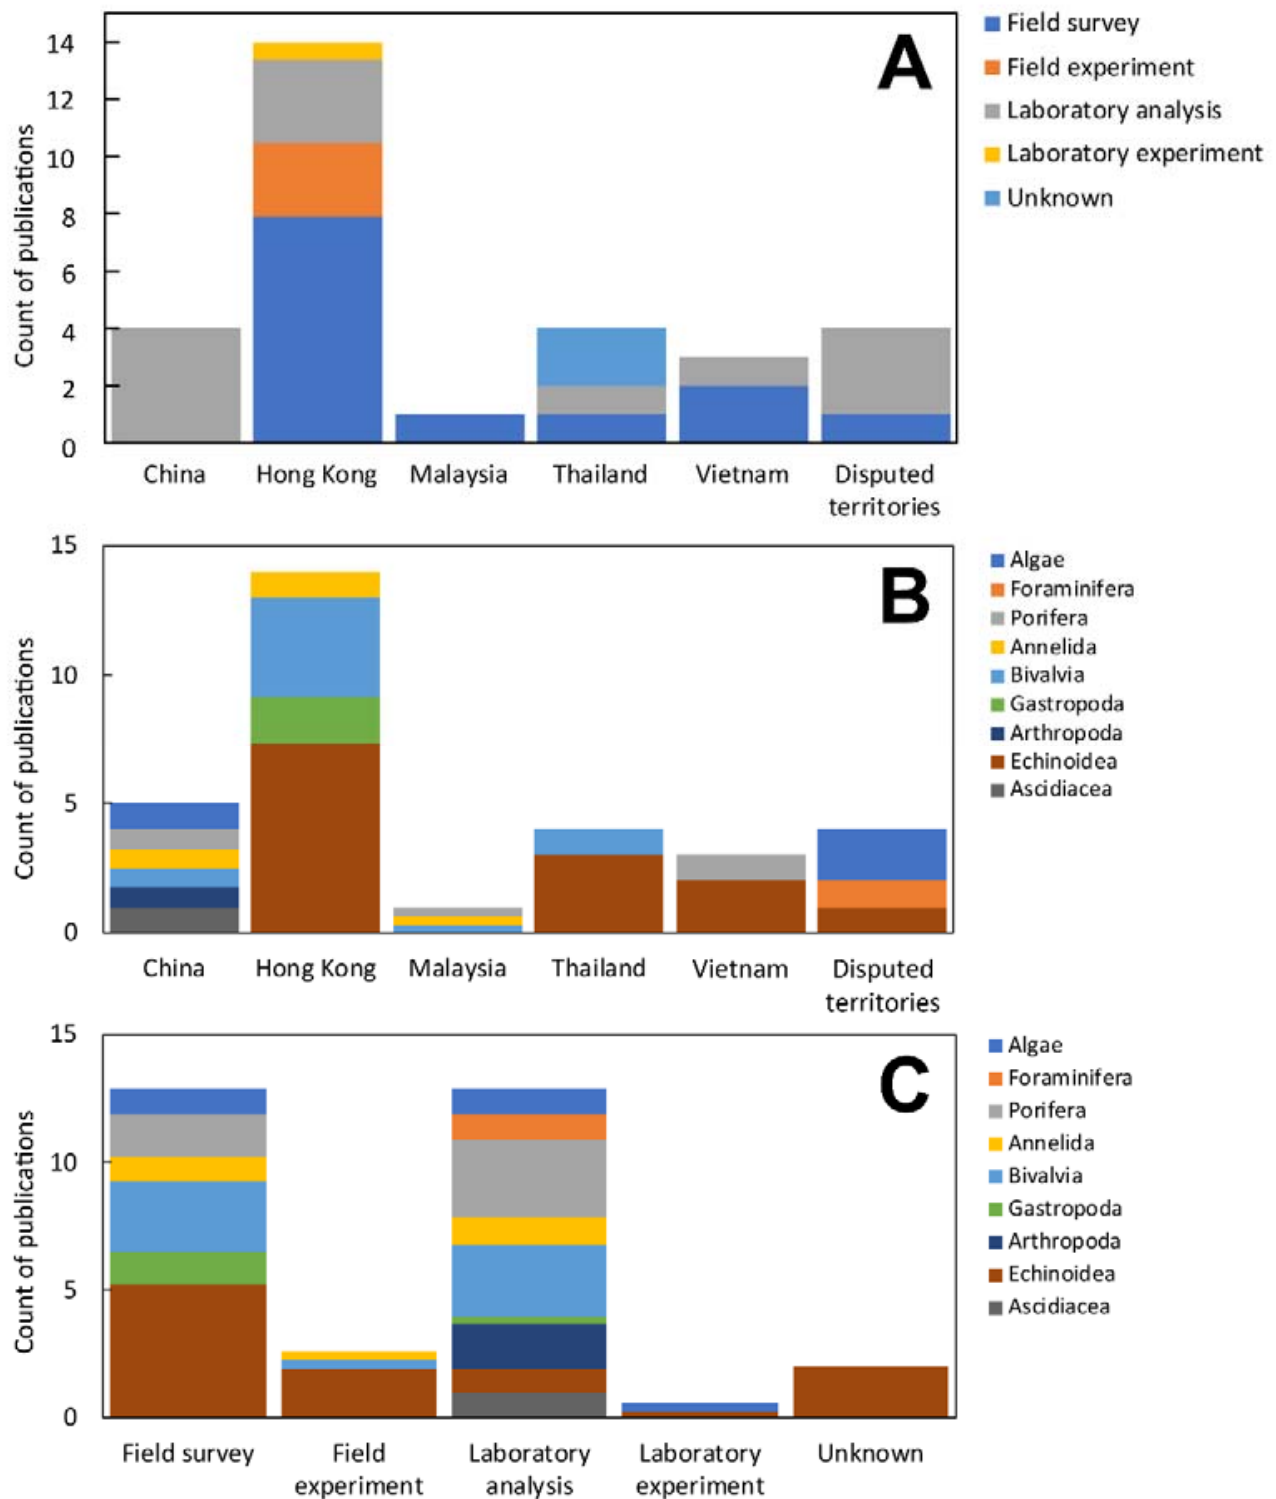 A
Count of publications
14
12
10
8
6
4
2
0
China
Hong Kong
Malaysia
Thailand
Vietnam
Disputed
territories
Field survey
Field experiment
Laboratory analysis
Laboratory experiment
Unknown
B
Count of publications
15
10
5
0
China
Hong Kong
Malaysia
Thailand
Vietnam
Disputed
territories
Algae
Foraminifera
Porifera
Annelida
Bivalvia
Gastropoda
Arthropoda
Echinoidea
Ascidiacea
C
Count of publications
15
10
5
0
Field survey
Field
experiment
Laboratory
analysis
Laboratory
experiment
Unknown
Algae
Foraminifera
Porifera
Annelida
Bivalvia
Gastropoda
Arthropoda
Echinoidea
Ascidiacea